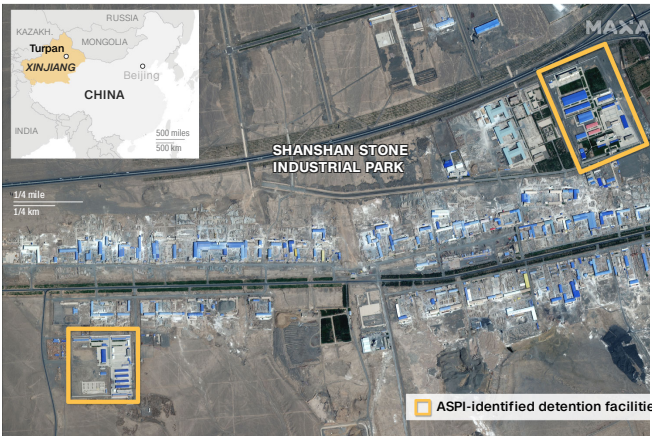 RUSSIA
KAZAKH.
MONGOLIA
Turpan
XINJIANG
Beijing
CHINA
INDIA
500 miles
500 km
MAXA
SHANSHAN STONE
INDUSTRIAL PARK
1/4 mile
1/4 km
ASPI-identified detention facilitie